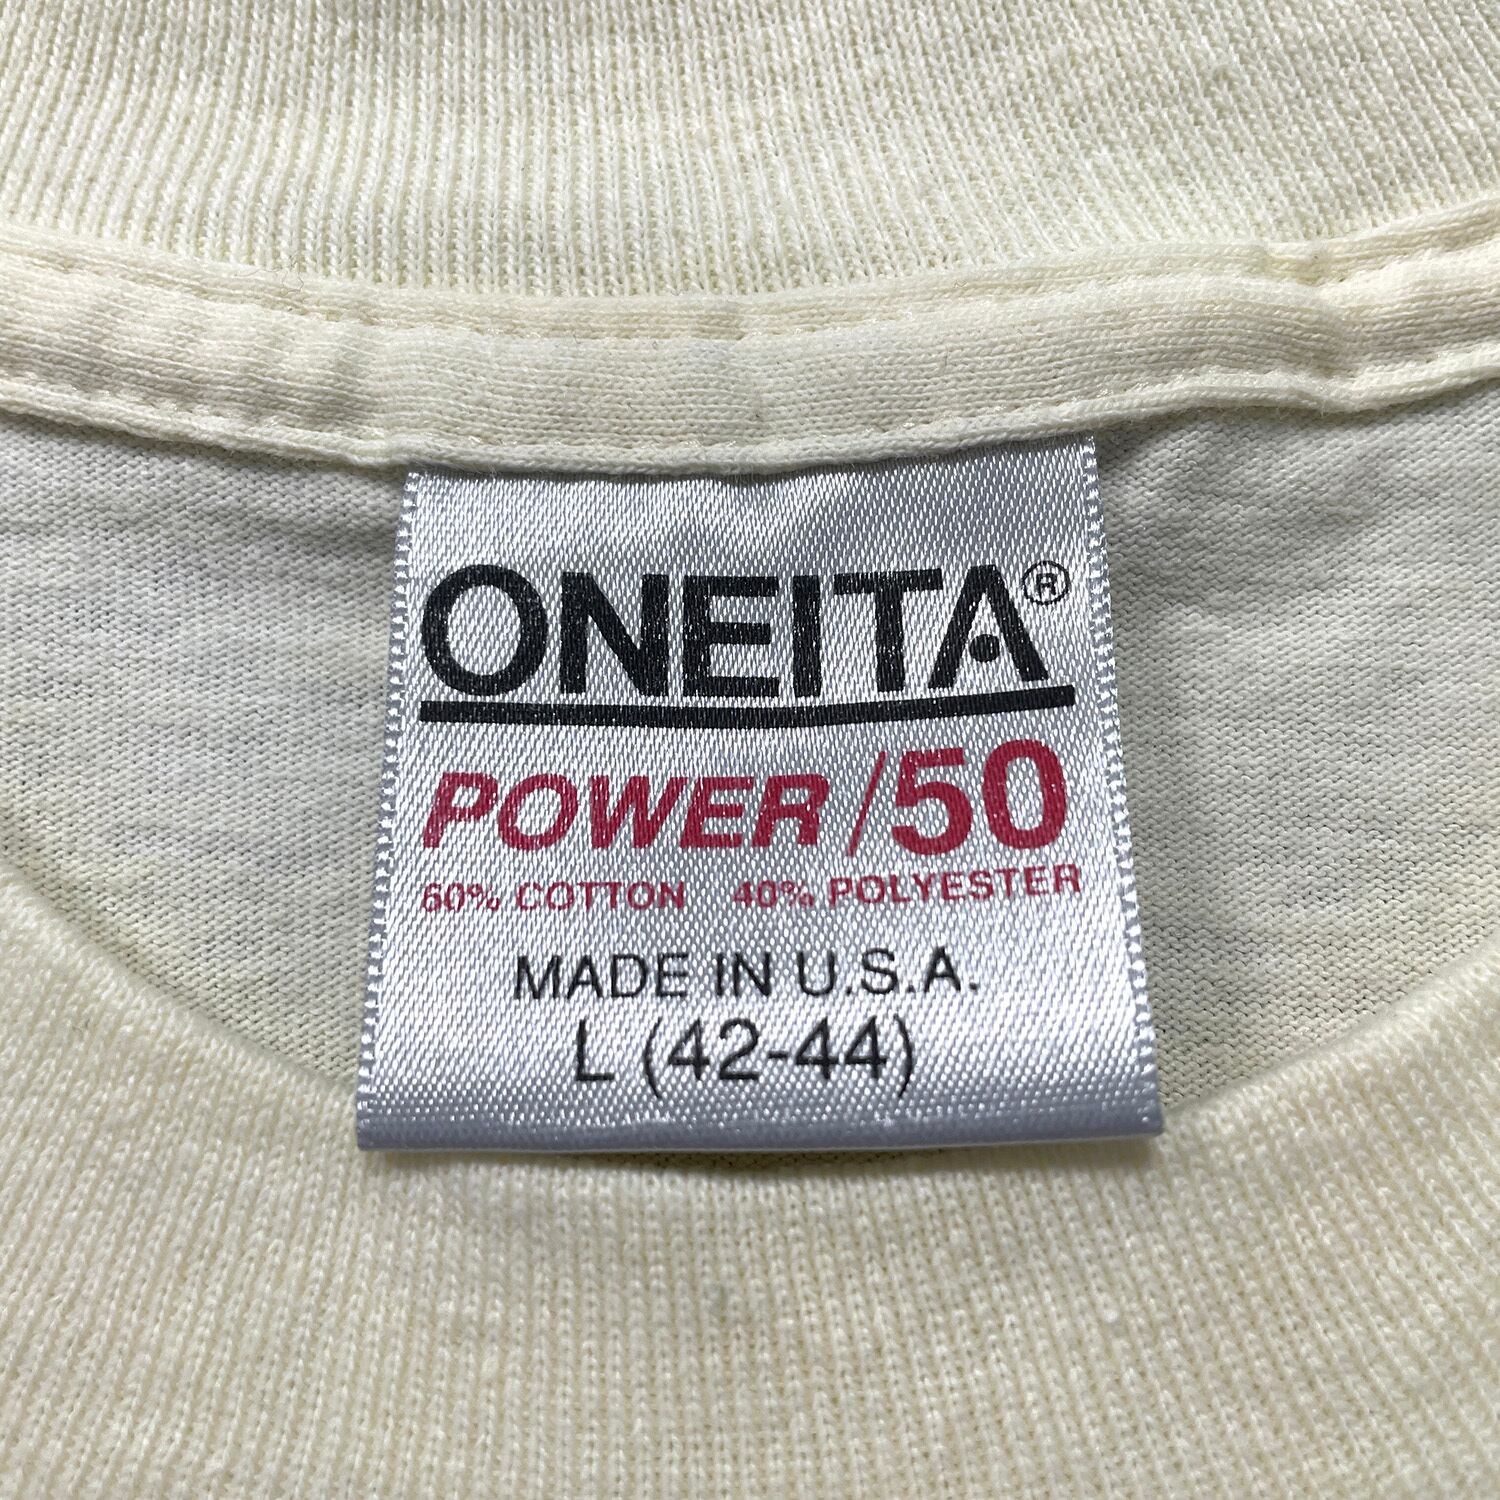 ONEITA®
POWER/50
60% COTTON 40% POLYESTER
MADE IN U.S.A.
L (42-44)